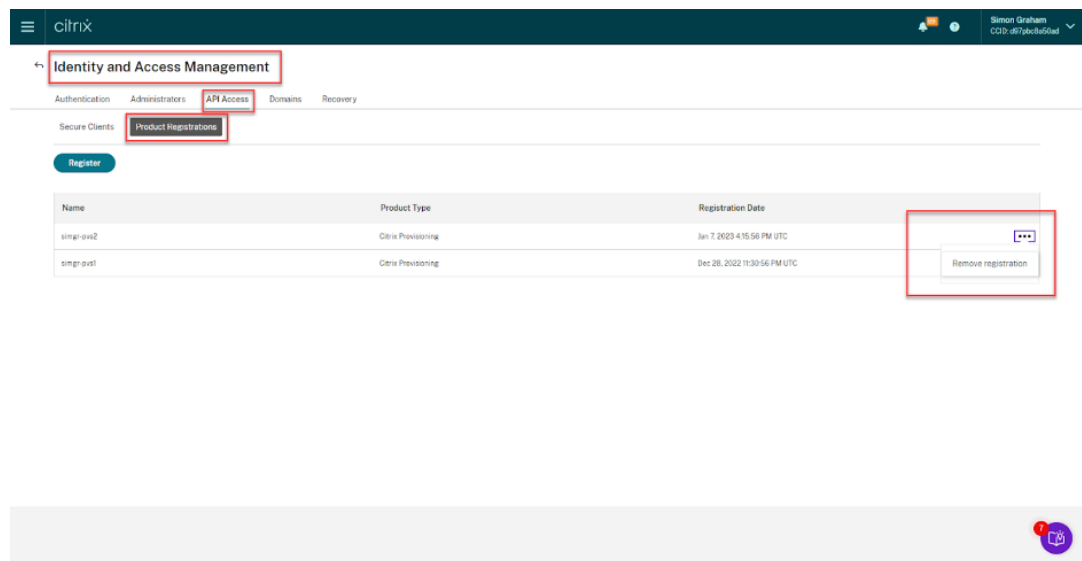 citrix
Simon Graham
CCID: d97pbc8a50ad
Identity and Access Management
Authentication Administrators API Access Domains Recovery
Secure Clients Product Registrations
Register
Name Product Type Registration Date
simgr-pvs2 Citrix Provisioning Jan 7, 2023 4:15:56 PM UTC
simgr-pvs1 Citrix Provisioning Dec 28, 2022 11:30:56 PM UTC
Remove registration
7